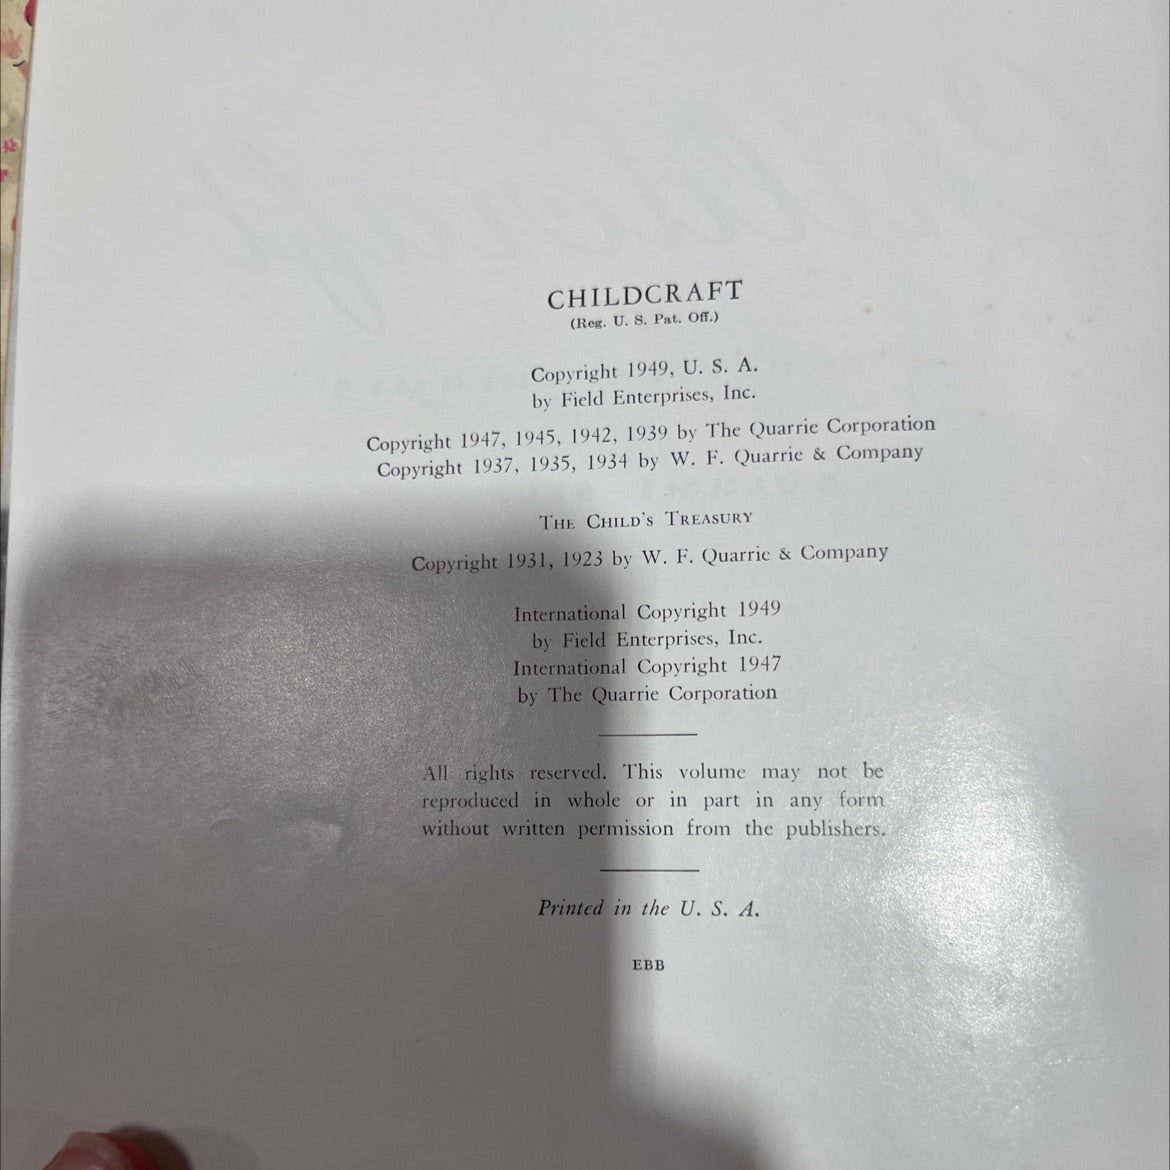 CHILDCRAFT
(Reg. U. S. Pat. Off.)
Copyright 1949, U. S. A.
by Field Enterprises, Inc.
Copyright 1947, 1945, 1942, 1939 by The Quarrie Corporation
Copyright 1937, 1935, 1934 by W. F. Quarrie & Company
THE CHILD'S TREASURY
Copyright 1931, 1923 by W. F. Quarrie & Company
International Copyright 1949
by Field Enterprises, Inc.
International Copyright 1947
by The Quarrie Corporation
All rights reserved. This volume may not be
reproduced in whole or in part in any form
without written permission from the publishers.
Printed in the U. S. A.
EBB